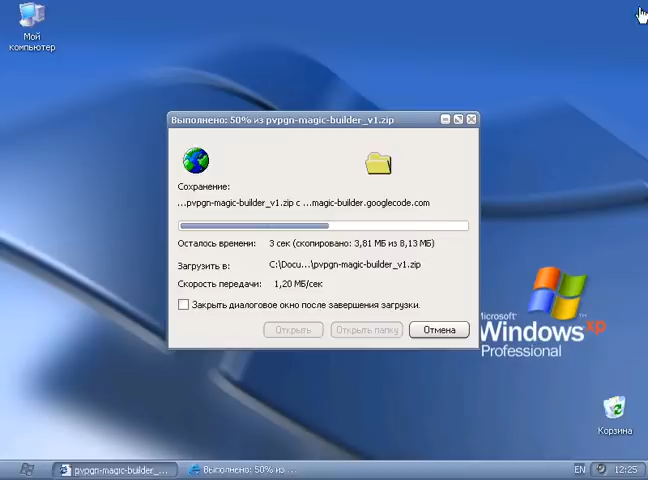 Мой
компьютер
Выполнено: 50% из pvpgn-magic-builder_v1.zip
Сохранение:
...pvpgn-magic-builder_v1.zip с ...magic-builder.googlecode.com
Осталось времени: 3 сек (скопировано: 3,81 МБ из 8,13 МБ)
Загрузить в: C:\Docu...\pvpgn-magic-builder_v1.zip
Скорость передачи: 1,20 МБ/сек
Закрыть диалоговое окно после завершения загрузки.
Открыть Открыть папку Отмена
Microsoft
Windows xp
Professional
Корзина
pvpgn-magic-builder_... Выполнено: 50% из ... EN 12:25